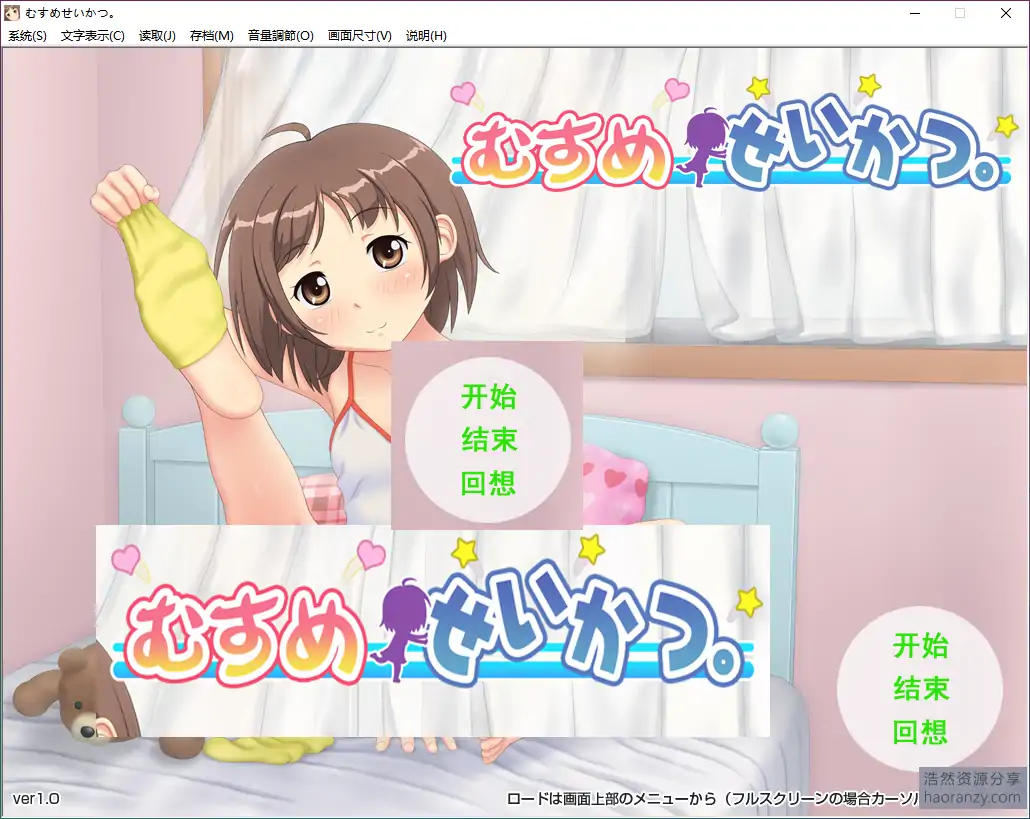 むすめせいかつ。
系统(S) 文字表示(C) 读取(J) 存档(M) 音量調節(O) 画面尺寸(V) 说明(H)
むすめせいかつ。
开始
结束
回想
むすめせいかつ。
开始
结束
回想
浩然资源分享
haoranzy.com
ver1.0
ロードは画面上部のメニューから（フルスクリーンの場合カーソル